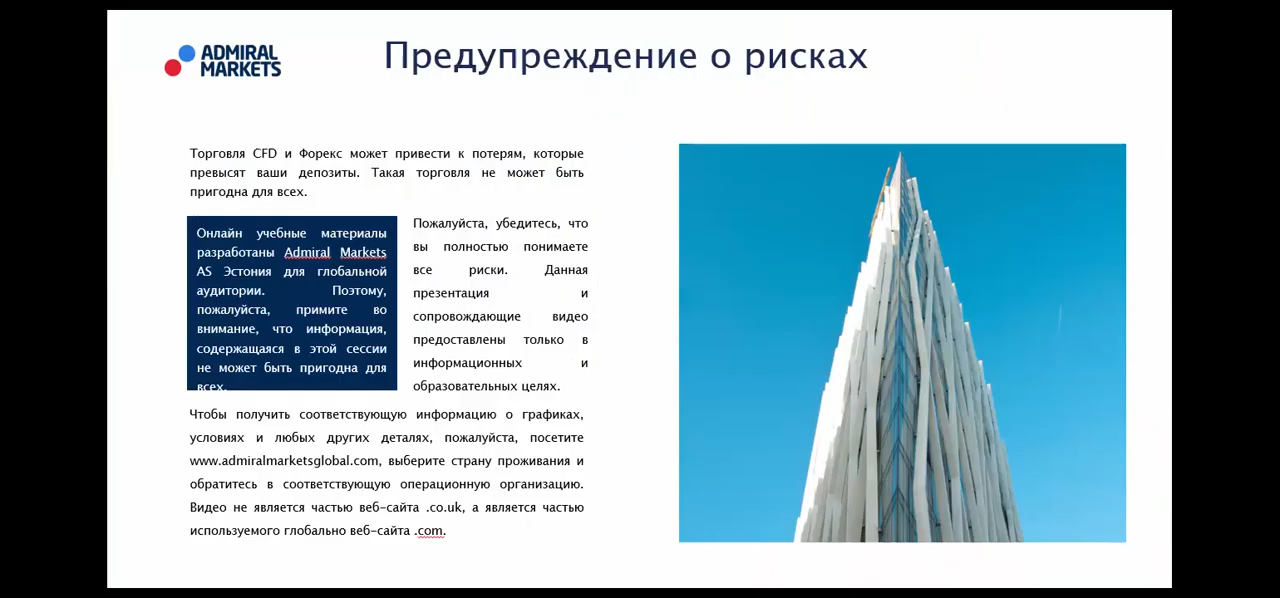 ADMIRAL
MARKETS
Предупреждение о рисках
Торговля CFD и Форекс может привести к потерям, которые
превысят ваши депозиты. Такая торговля не может быть
пригодна для всех.
Онлайн учебные материалы
разработаны Admiral Markets
AS Эстония для глобальной
аудитории. Поэтому,
пожалуйста, примите во
внимание, что информация,
содержащаяся в этой сессии
не может быть пригодна для
всех.
Пожалуйста, убедитесь, что
вы полностью понимаете
все риски. Данная
презентация и
сопровождающие видео
предоставлены только в
информационных и
образовательных целях.
Чтобы получить соответствующую информацию о графиках,
условиях и любых других деталях, пожалуйста, посетите
www.admiralmarketsglobal.com, выберите страну проживания и
обратитесь в соответствующую операционную организацию.
Видео не является частью веб-сайта .co.uk, а является частью
используемого глобально веб-сайта .com.